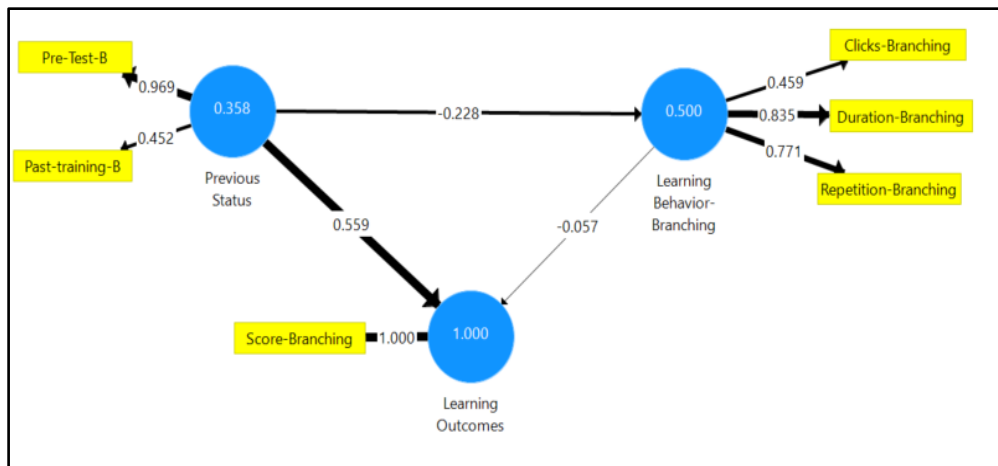 Pre-Test-B
0.969
Past-training-B
0.452
0.358
Previous
Status
-0.228
0.500
Learning
Behavior-
Branching
Clicks-Branching
0.459
Duration-Branching
0.835
Repetition-Branching
0.771
0.559
-0.057
Score-Branching
1.000
1.000
Learning
Outcomes